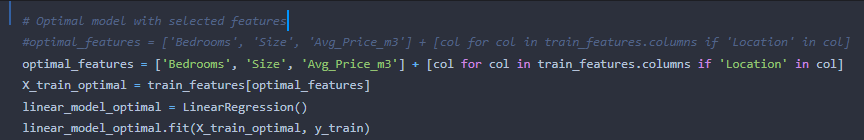 # Optimal model with selected features
#optimal_features = ['Bedrooms', 'Size', 'Avg_Price_m3'] + [col for col in train_features.columns if 'Location' in col]
optimal_features = ['Bedrooms', 'Size', 'Avg_Price_m3'] + [col for col in train_features.columns if 'Location' in col]
X_train_optimal = train_features[optimal_features]
linear_model_optimal = LinearRegression()
linear_model_optimal.fit(X_train_optimal, y_train)